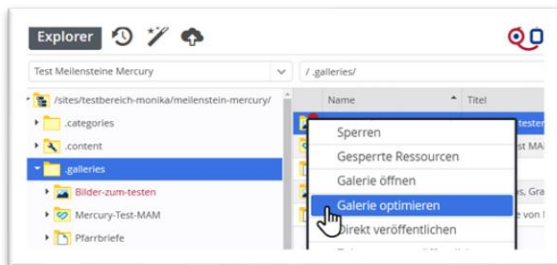 Explorer
Test Meilensteine Mercury
/ .galleries/
/sites/testbereich-monika/meilenstein-mercury/
Name
Titel
.categories
.content
.galleries
Bilder-zum-testen
Mercury-Test-MAM
Pfarrbriefe
Sperren
Gesperrte Ressourcen
Galerie öffnen
Galerie optimieren
Direkt veröffentlichen